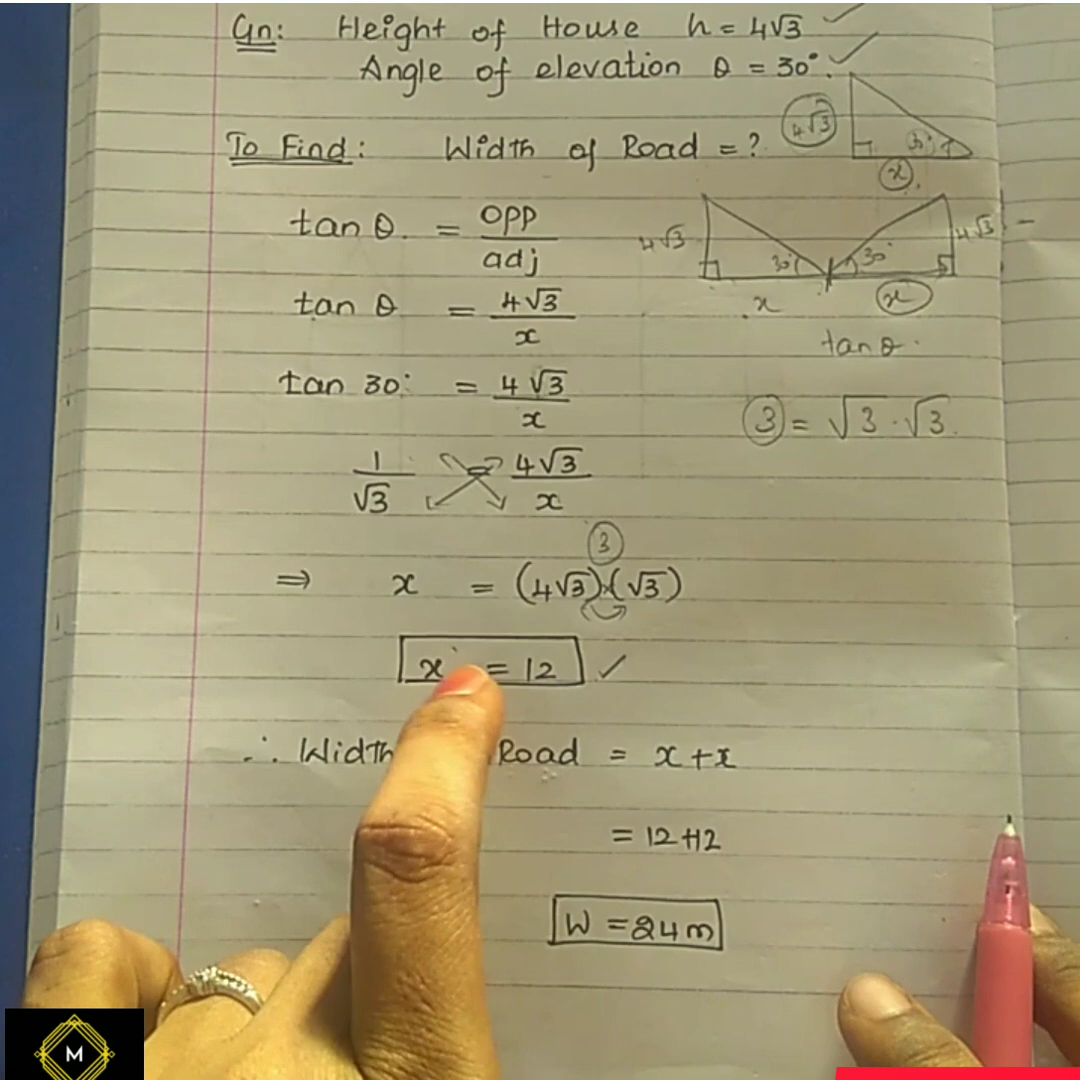 Gn: Height of House h = 4√3 ✓
Angle of elevation θ = 30°. ✓
4√3
30°
x
To Find: Width of Road = ?
tan θ. = opp/adj
4√3 30° 30° 4√3
x x
tan θ = 4√3/x
tan θ.
tan 30° = 4√3/x
3 = √3 · √3.
1/√3 = 4√3/x
3
⇒ x = (4√3)×(√3)
x = 12 ✓
∴ Width Road = x + x
= 12 + 12
W = 24m
M